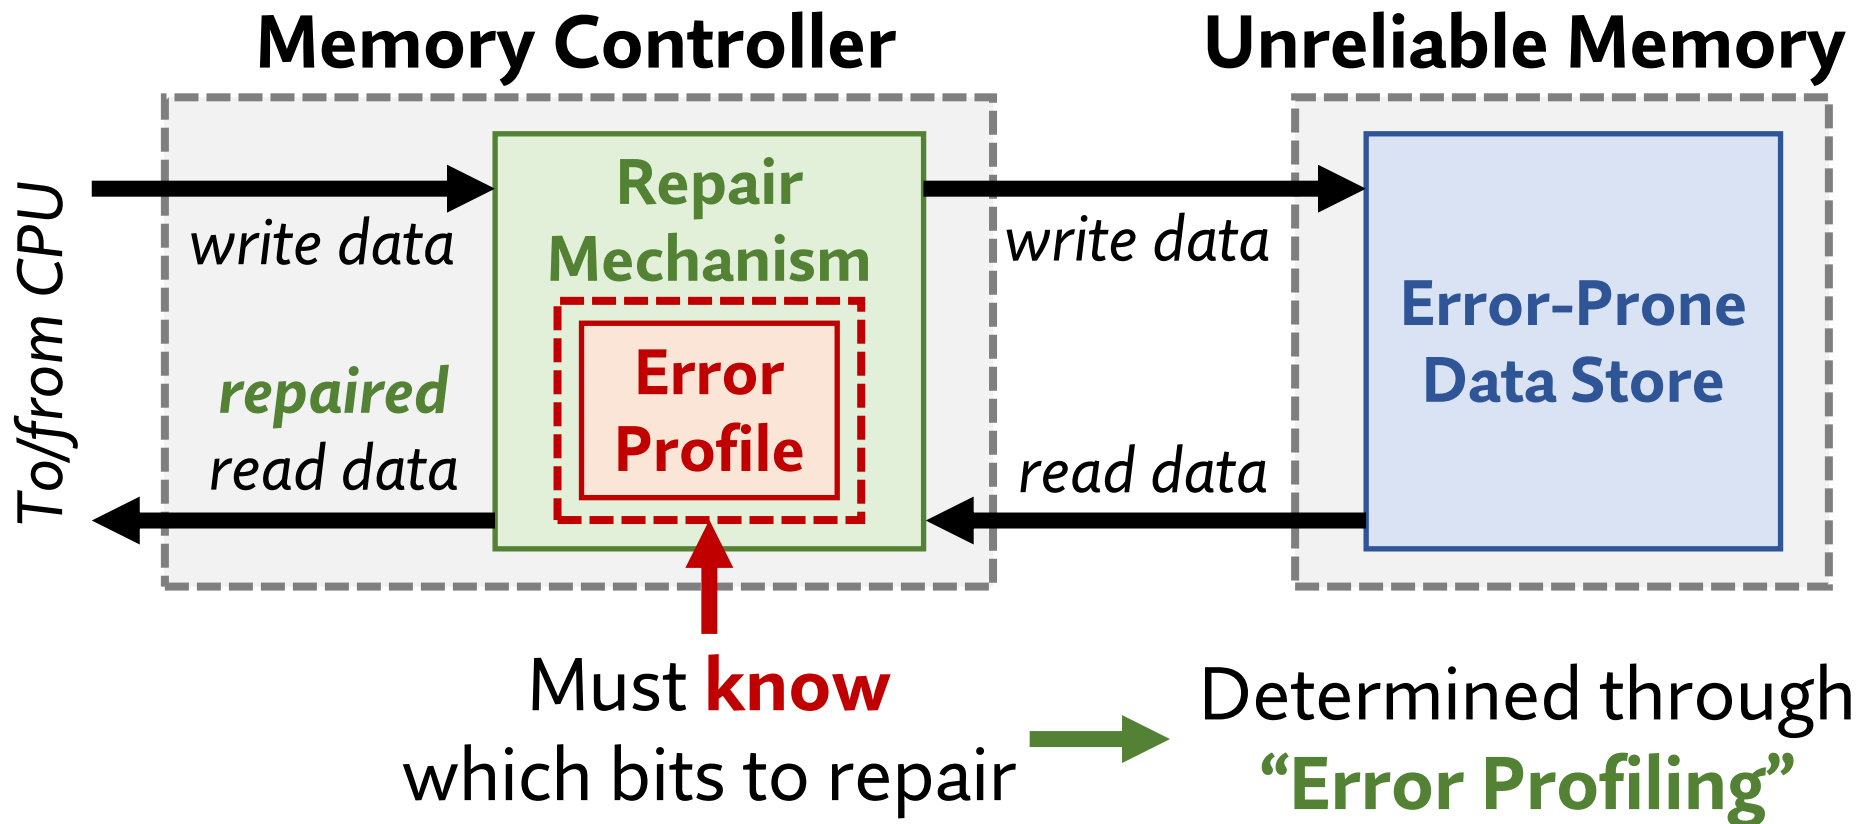 Memory Controller
Unreliable Memory
To/from CPU
write data
Repair
Mechanism
write data
Error-Prone
Data Store
repaired
read data
Error
Profile
read data
Must know
which bits to repair
Determined through
“Error Profiling”